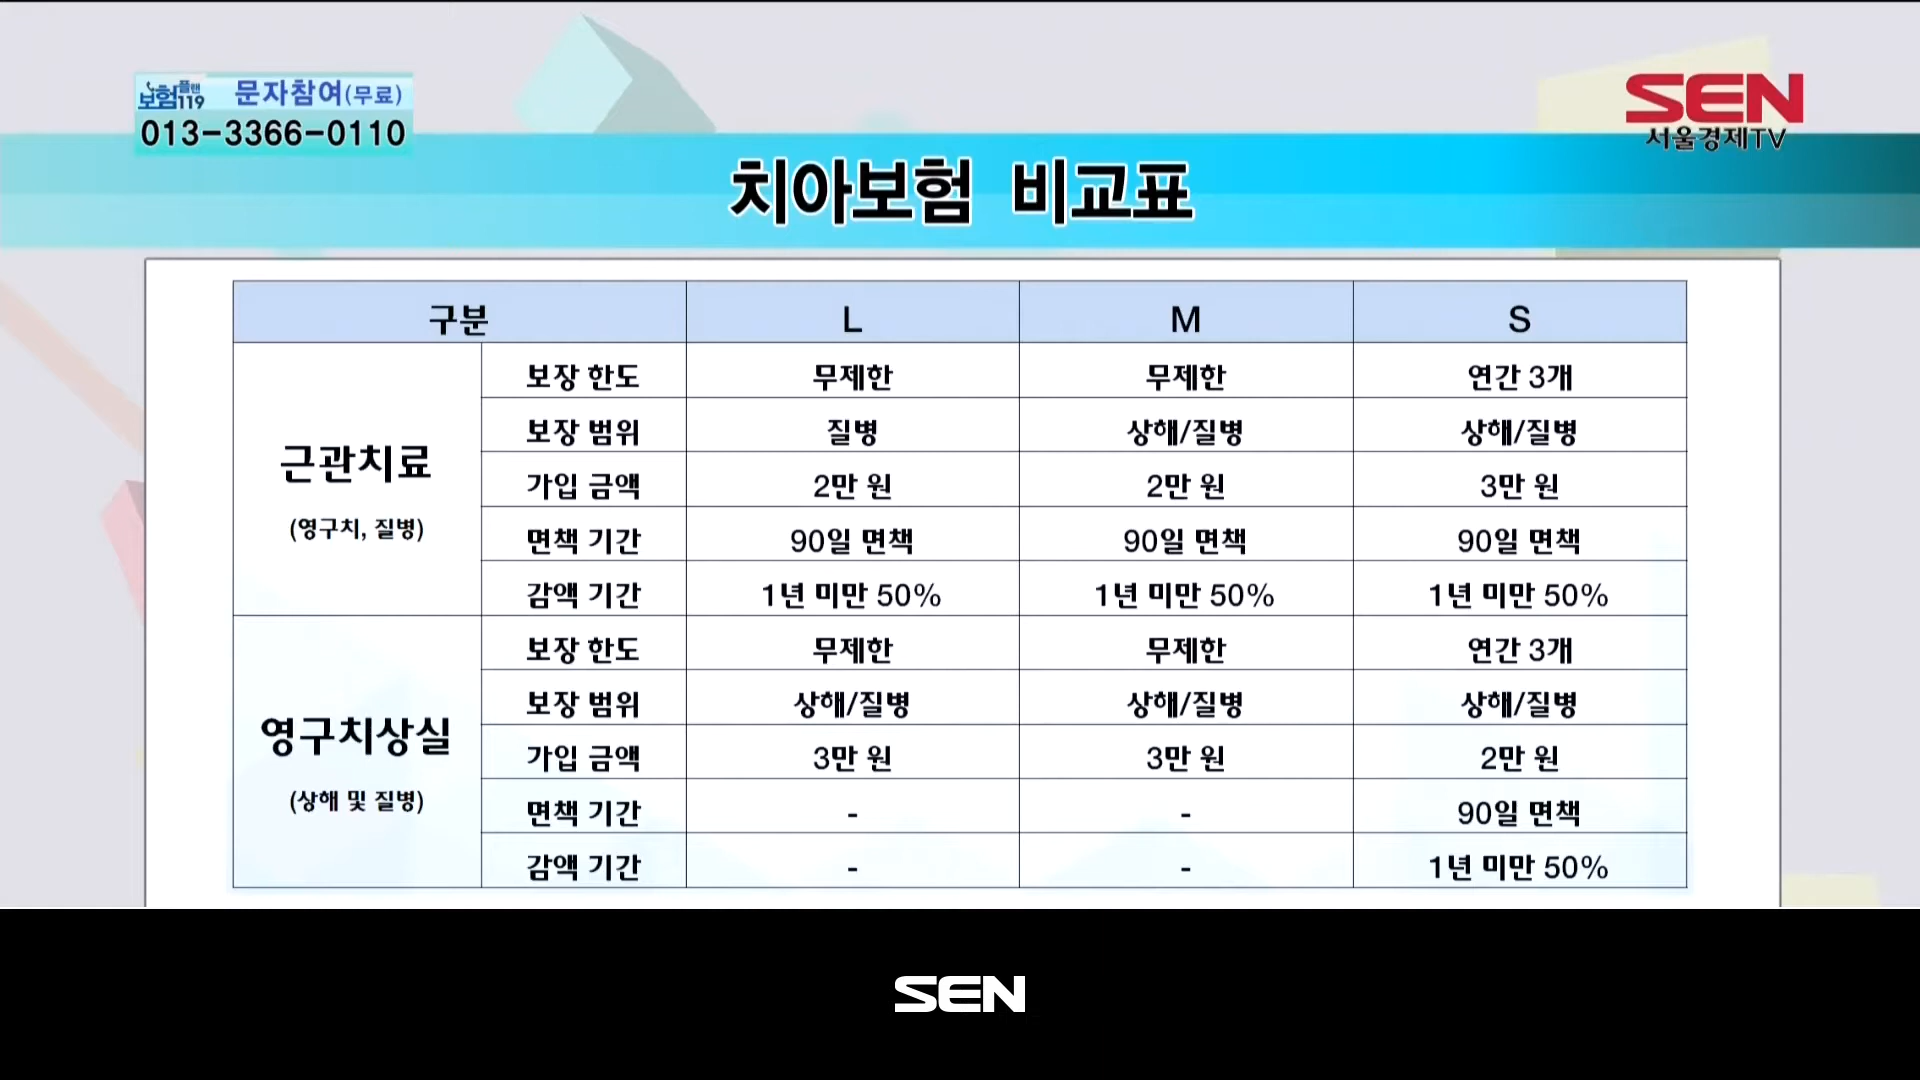 보험플랜119 문자참여(무료)
013-3366-0110
SEN
서울경제TV
치아보험 비교표
구분 L M S
근관치료
(영구치, 질병)
보장 한도 무제한 무제한 연간 3개
보장 범위 질병 상해/질병 상해/질병
가입 금액 2만 원 2만 원 3만 원
면책 기간 90일 면책 90일 면책 90일 면책
감액 기간 1년 미만 50% 1년 미만 50% 1년 미만 50%
영구치상실
(상해 및 질병)
보장 한도 무제한 무제한 연간 3개
보장 범위 상해/질병 상해/질병 상해/질병
가입 금액 3만 원 3만 원 2만 원
면책 기간 - - 90일 면책
감액 기간 - - 1년 미만 50%
SEN